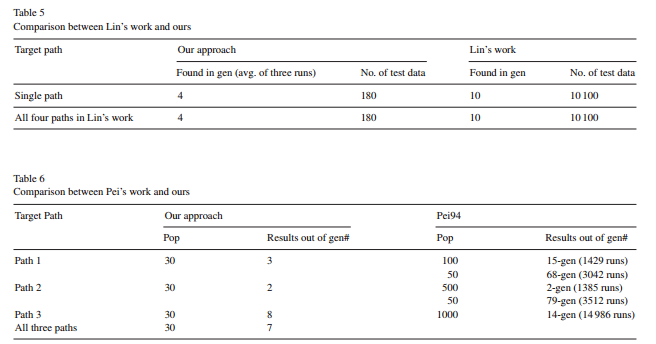 Table 5
Comparison between Lin's work and ours
Target path Our approach Lin's work
Found in gen (avg. of three runs) No. of test data Found in gen No. of test data
Single path 4 180 10 10 100
All four paths in Lin's work 4 180 10 10 100
Table 6
Comparison between Pei's work and ours
Target Path Our approach Pei94
Pop Results out of gen# Pop Results out of gen#
Path 1 30 3 100 15-gen (1429 runs)
50 68-gen (3042 runs)
Path 2 30 2 500 2-gen (1385 runs)
50 79-gen (3512 runs)
Path 3 30 8 1000 14-gen (14 986 runs)
All three paths 30 7